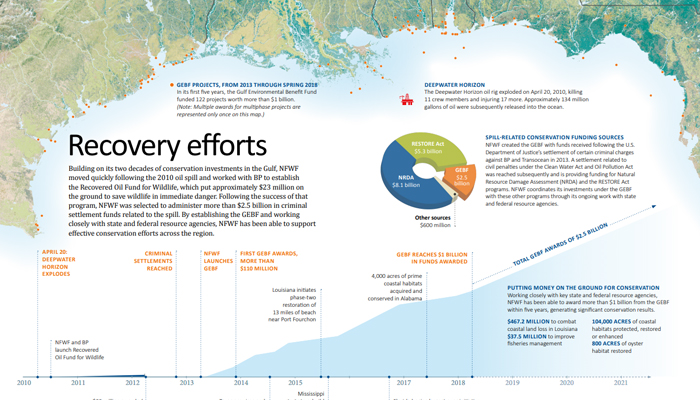 GEBF PROJECTS, FROM 2013 THROUGH SPRING 2018
In its first five years, the Gulf Environmental Benefit Fund
funded 122 projects worth more than $1 billion.
(Note: Multiple awards for multiphase projects are
represented only once on this map.)
DEEPWATER HORIZON
The Deepwater Horizon oil rig exploded on April 20, 2010, killing
11 crew members and injuring 17 more. Approximately 134 million
gallons of oil were subsequently released into the ocean.
Recovery efforts
Building on its two decades of conservation investments in the Gulf, NFWF
moved quickly following the 2010 oil spill and worked with BP to establish
the Recovered Oil Fund for Wildlife, which put approximately $23 million on
the ground to save wildlife in immediate danger. Following the success of that
program, NFWF was selected to administer more than $2.5 billion in criminal
settlement funds related to the spill. By establishing the GEBF and working
closely with state and federal resource agencies, NFWF has been able to support
effective conservation efforts across the region.
RESTORE Act
$5.3 billion
NRDA
$8.1 billion
GEBF
$2.5
billion
Other sources
$600 million
SPILL-RELATED CONSERVATION FUNDING SOURCES
NFWF created the GEBF with funds received following the U.S.
Department of Justice's settlement of certain criminal charges
against BP and Transocean in 2013. A settlement related to
civil penalties under the Clean Water Act and Oil Pollution Act
was reached subsequently and is providing funding for Natural
Resource Damage Assessment (NRDA) and the RESTORE Act
programs. NFWF coordinates its investments under the GEBF
with these other programs through its ongoing work with state
and federal resource agencies.
APRIL 20:
DEEPWATER
HORIZON
EXPLODES
CRIMINAL
SETTLEMENTS
REACHED
NFWF
LAUNCHES
GEBF
FIRST GEBF AWARDS,
MORE THAN
$110 MILLION
GEBF REACHES $1 BILLION
IN FUNDS AWARDED
TOTAL GEBF AWARDS OF $2.5 BILLION
4,000 acres of prime
coastal habitats
acquired and
conserved in Alabama
Louisiana initiates
phase-two
restoration of
13 miles of beach
near Port Fourchon
NFWF and BP
launch Recovered
Oil Fund for Wildlife
PUTTING MONEY ON THE GROUND FOR CONSERVATION
Working closely with key state and federal resource agencies,
NFWF has been able to award more than $1 billion from the GEBF
within five years, generating significant conservation results.
$467.2 MILLION to combat
coastal land loss in Louisiana
$37.5 MILLION to improve
fisheries management
104,000 ACRES of coastal
habitats protected, restored
or enhanced
800 ACRES of oyster
habitat restored
2010 2011 2012 2013 2014 2015 2016 2017 2018 2019 2020 2021
Mississippi